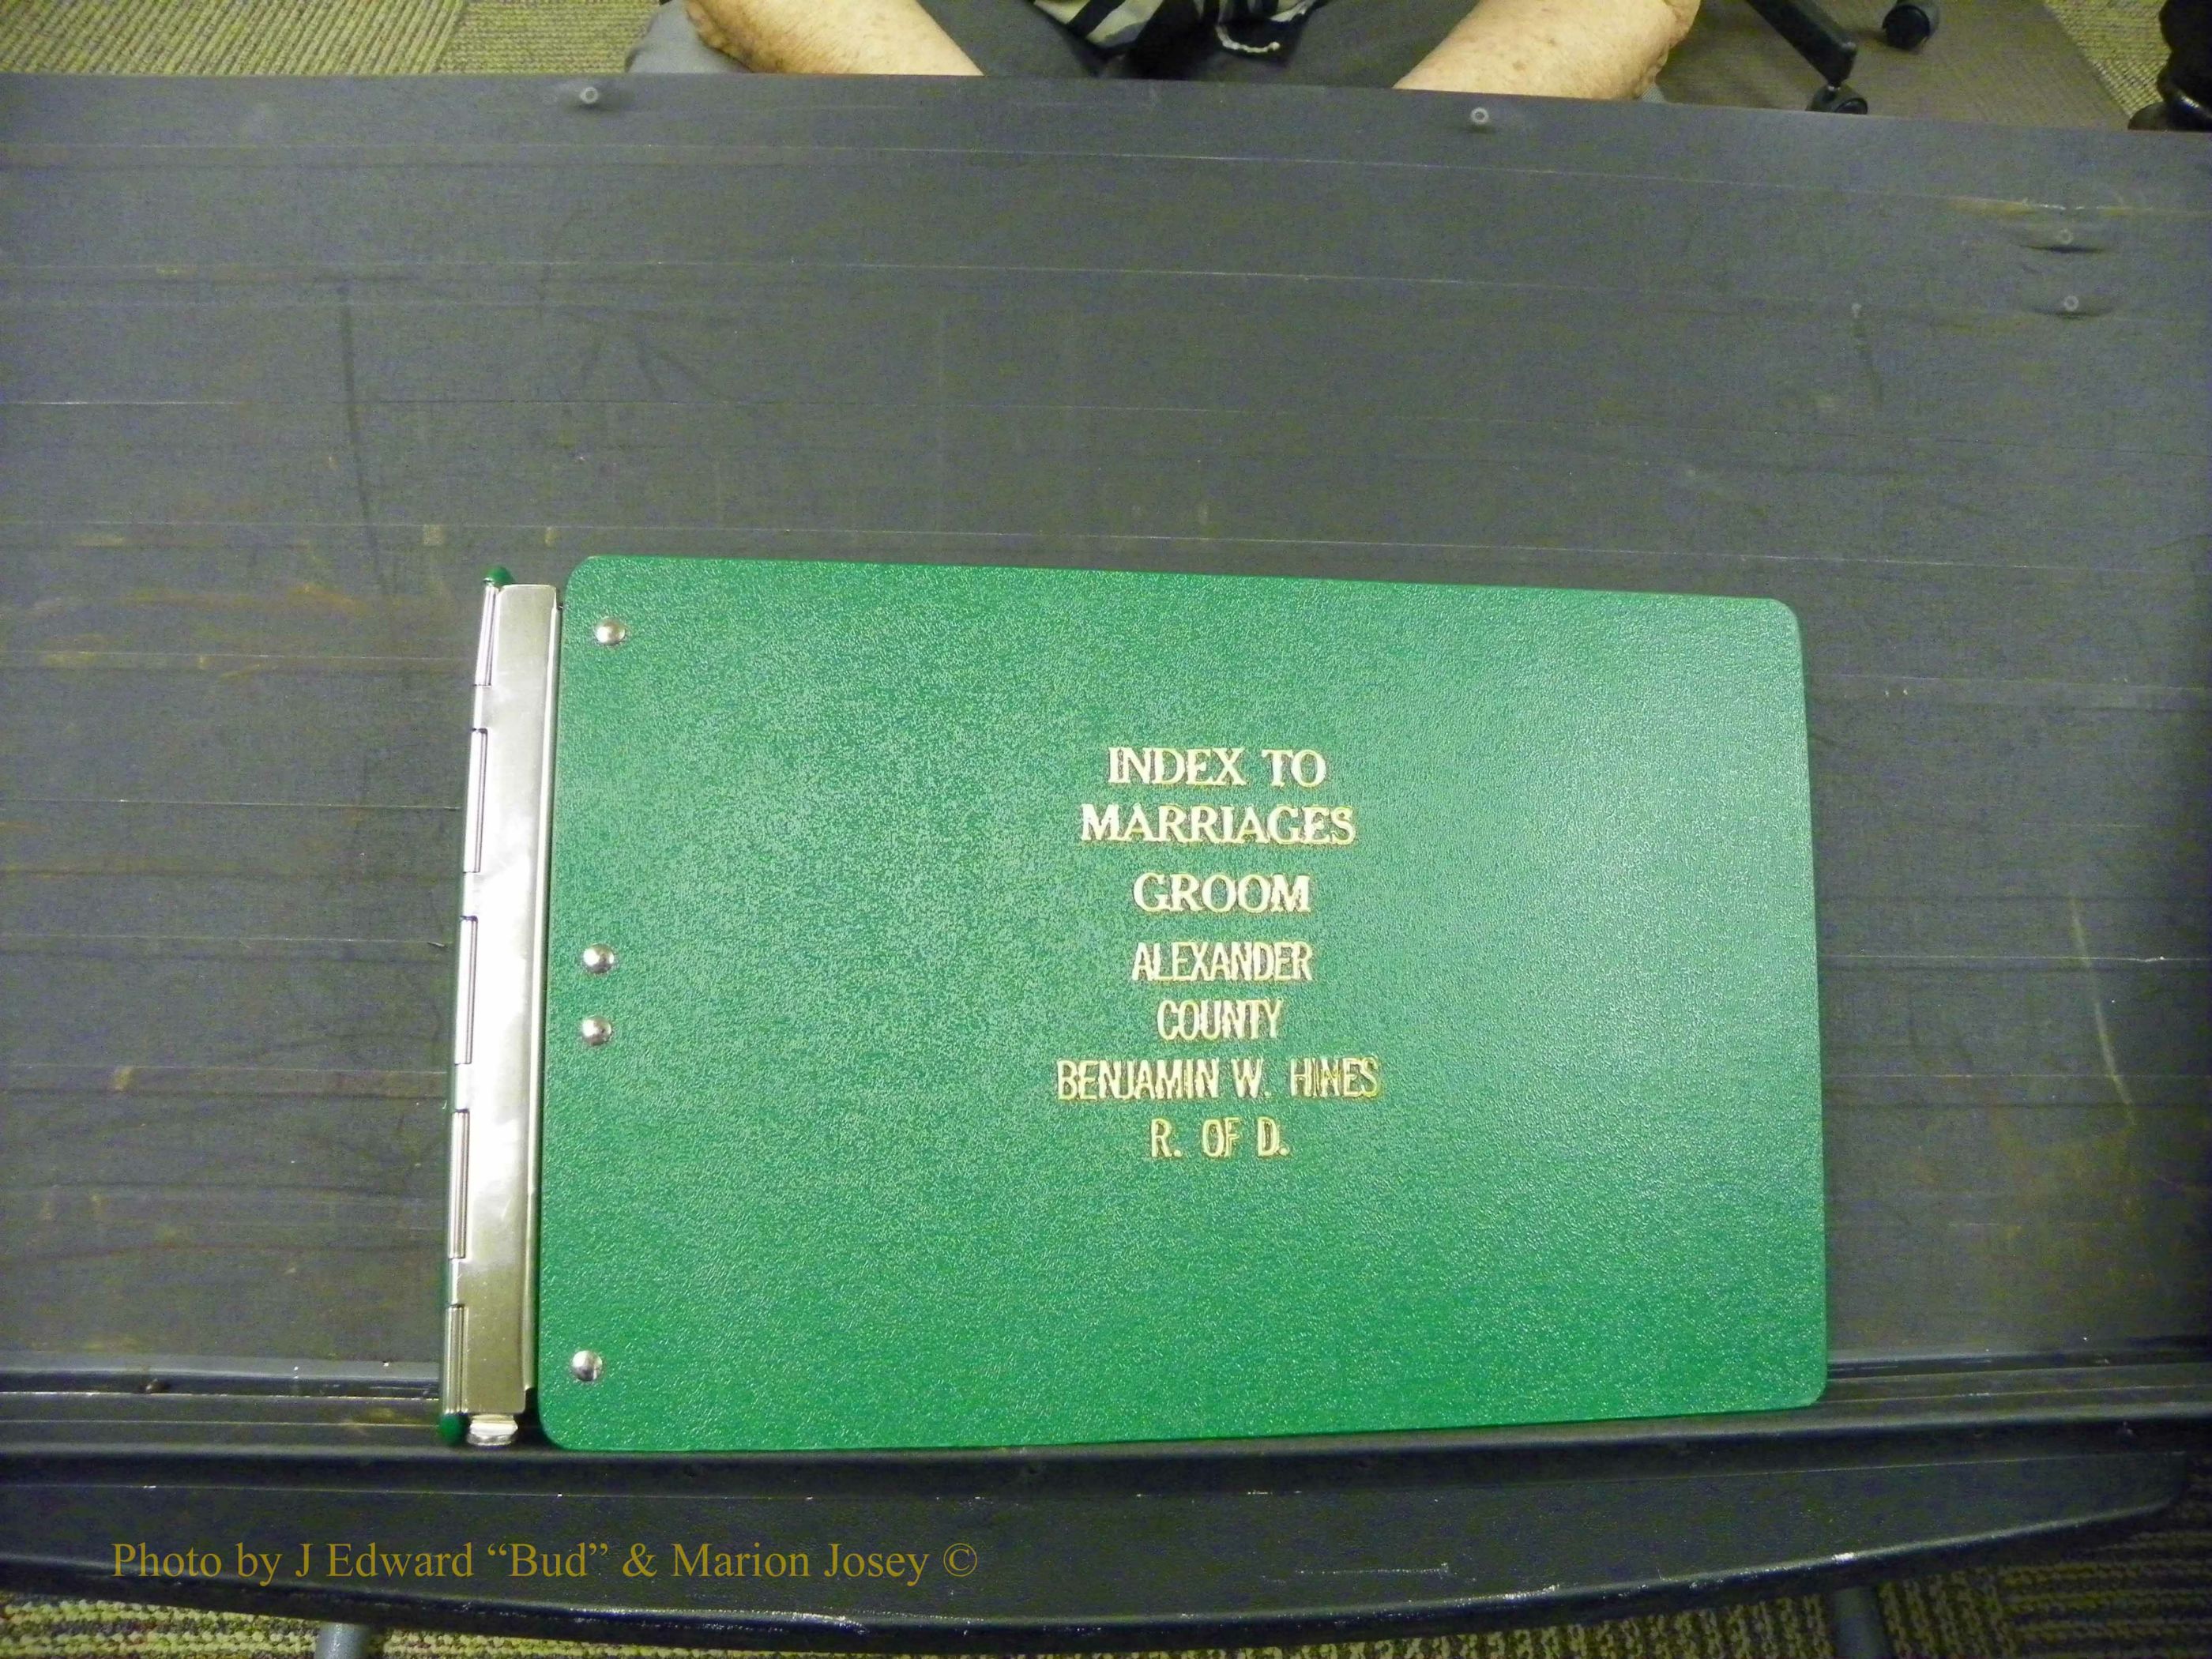 INDEX TO
MARRIAGES
GROOM
ALEXANDER
COUNTY
BENJAMIN W. HINES
R. OF D.
Photo by J Edward “Bud” & Marion Josey ©